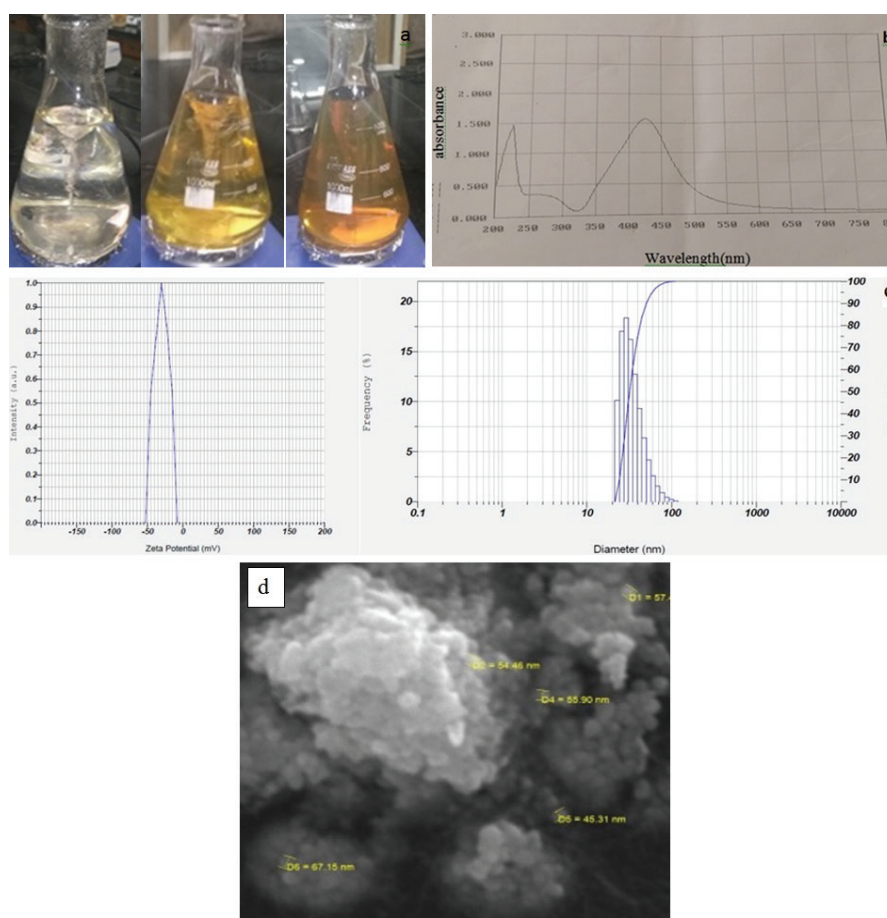 a
1000ml
b
absorbance
3.000
2.500
2.000
1.500
1.000
0.500
0.000
200 250 300 350 400 450 500 550 600 650 700 750
Wavelength(nm)
Intensity (a.u.)
1.0
0.9
0.8
0.7
0.6
0.5
0.4
0.3
0.2
0.1
0.0
-150 -100 -50 0 50 100 150 200
Zeta Potential (mV)
c
Frequency (%)
20
15
10
5
0
100
90
80
70
60
50
40
30
20
10
0.1 1 10 100 1000 10000
Diameter (nm)
d
D1 = 57.4
= 54.46 nm
D4 = 55.90 nm
D5 = 45.31 nm
D6 = 67.15 nm